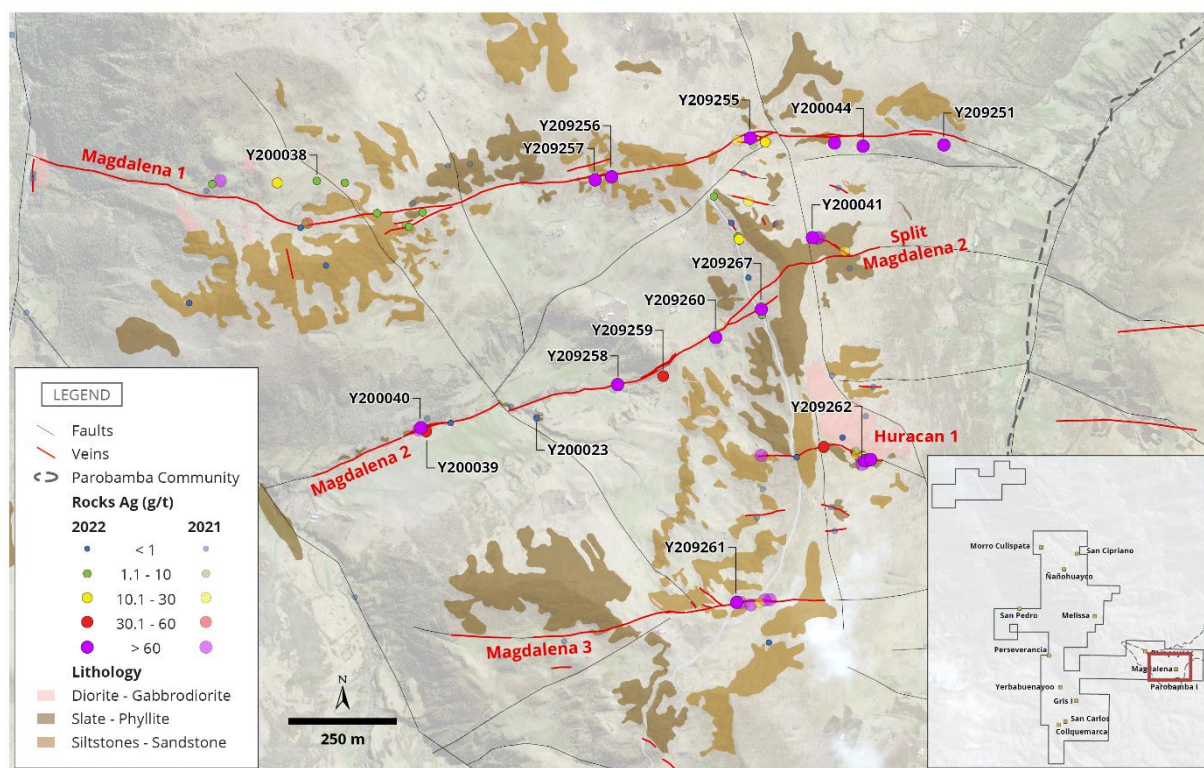 Y209255
Y200044
Y209251
Y209256
Y209257
Y200038
Magdalena 1
Y200041
Split
Magdalena 2
Y209267
Y209260
Y209259
Y209258
Y200040
Y209262
Huracan 1
Y200023
Magdalena 2
Y200039
Y209261
Magdalena 3
N
250 m
LEGEND
Faults
Veins
Parobamba Community
Rocks Ag (g/t)
2022 2021
< 1
1.1 - 10
10.1 - 30
30.1 - 60
> 60
Lithology
Diorite - Gabbrodiorite
Slate - Phyllite
Siltstones - Sandstone
Morro Culispata
San Cipriano
Ñañohuayco
San Pedro
Melissa
Perseverancia
Magdalena
Parobamba I
Yerbabuenayoo
Gris I
San Carlos
Collquemarca